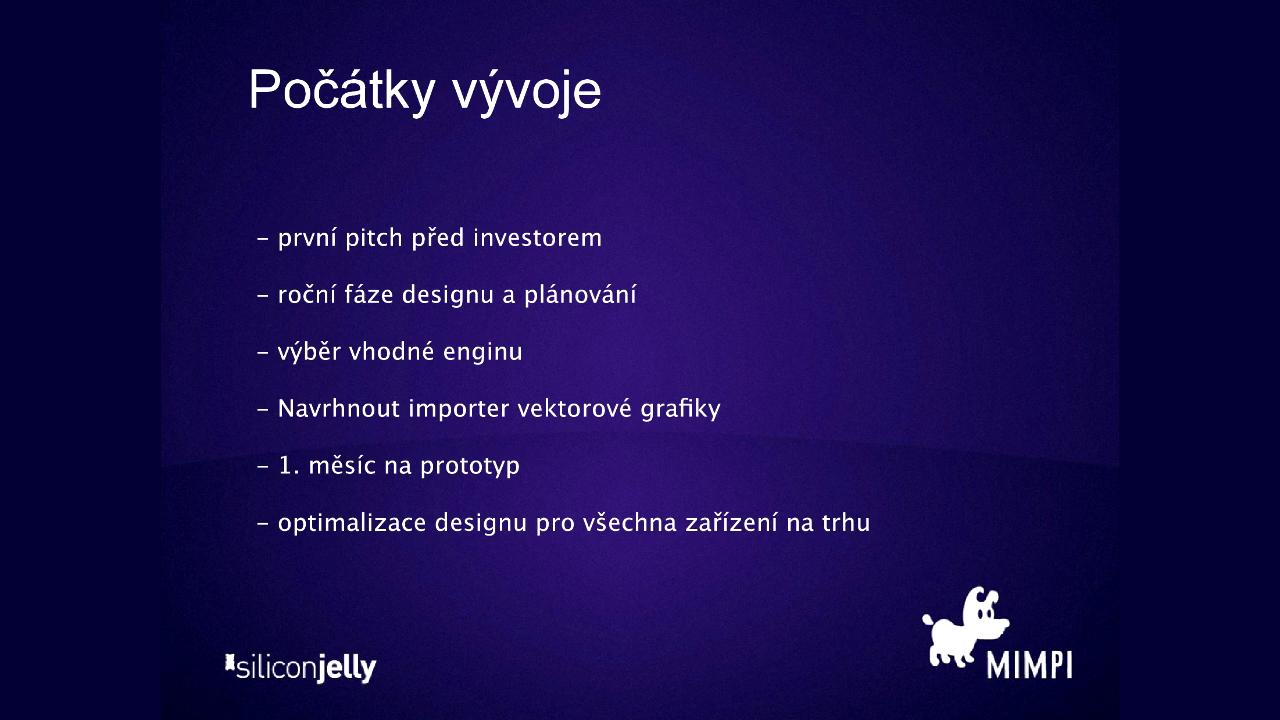 Počátky vývoje
– první pitch před investorem
– roční fáze designu a plánování
– výběr vhodné enginu
– Navrhnout importer vektorové grafiky
– 1. měsíc na prototyp
– optimalizace designu pro všechna zařízení na trhu
siliconjelly
MIMPI